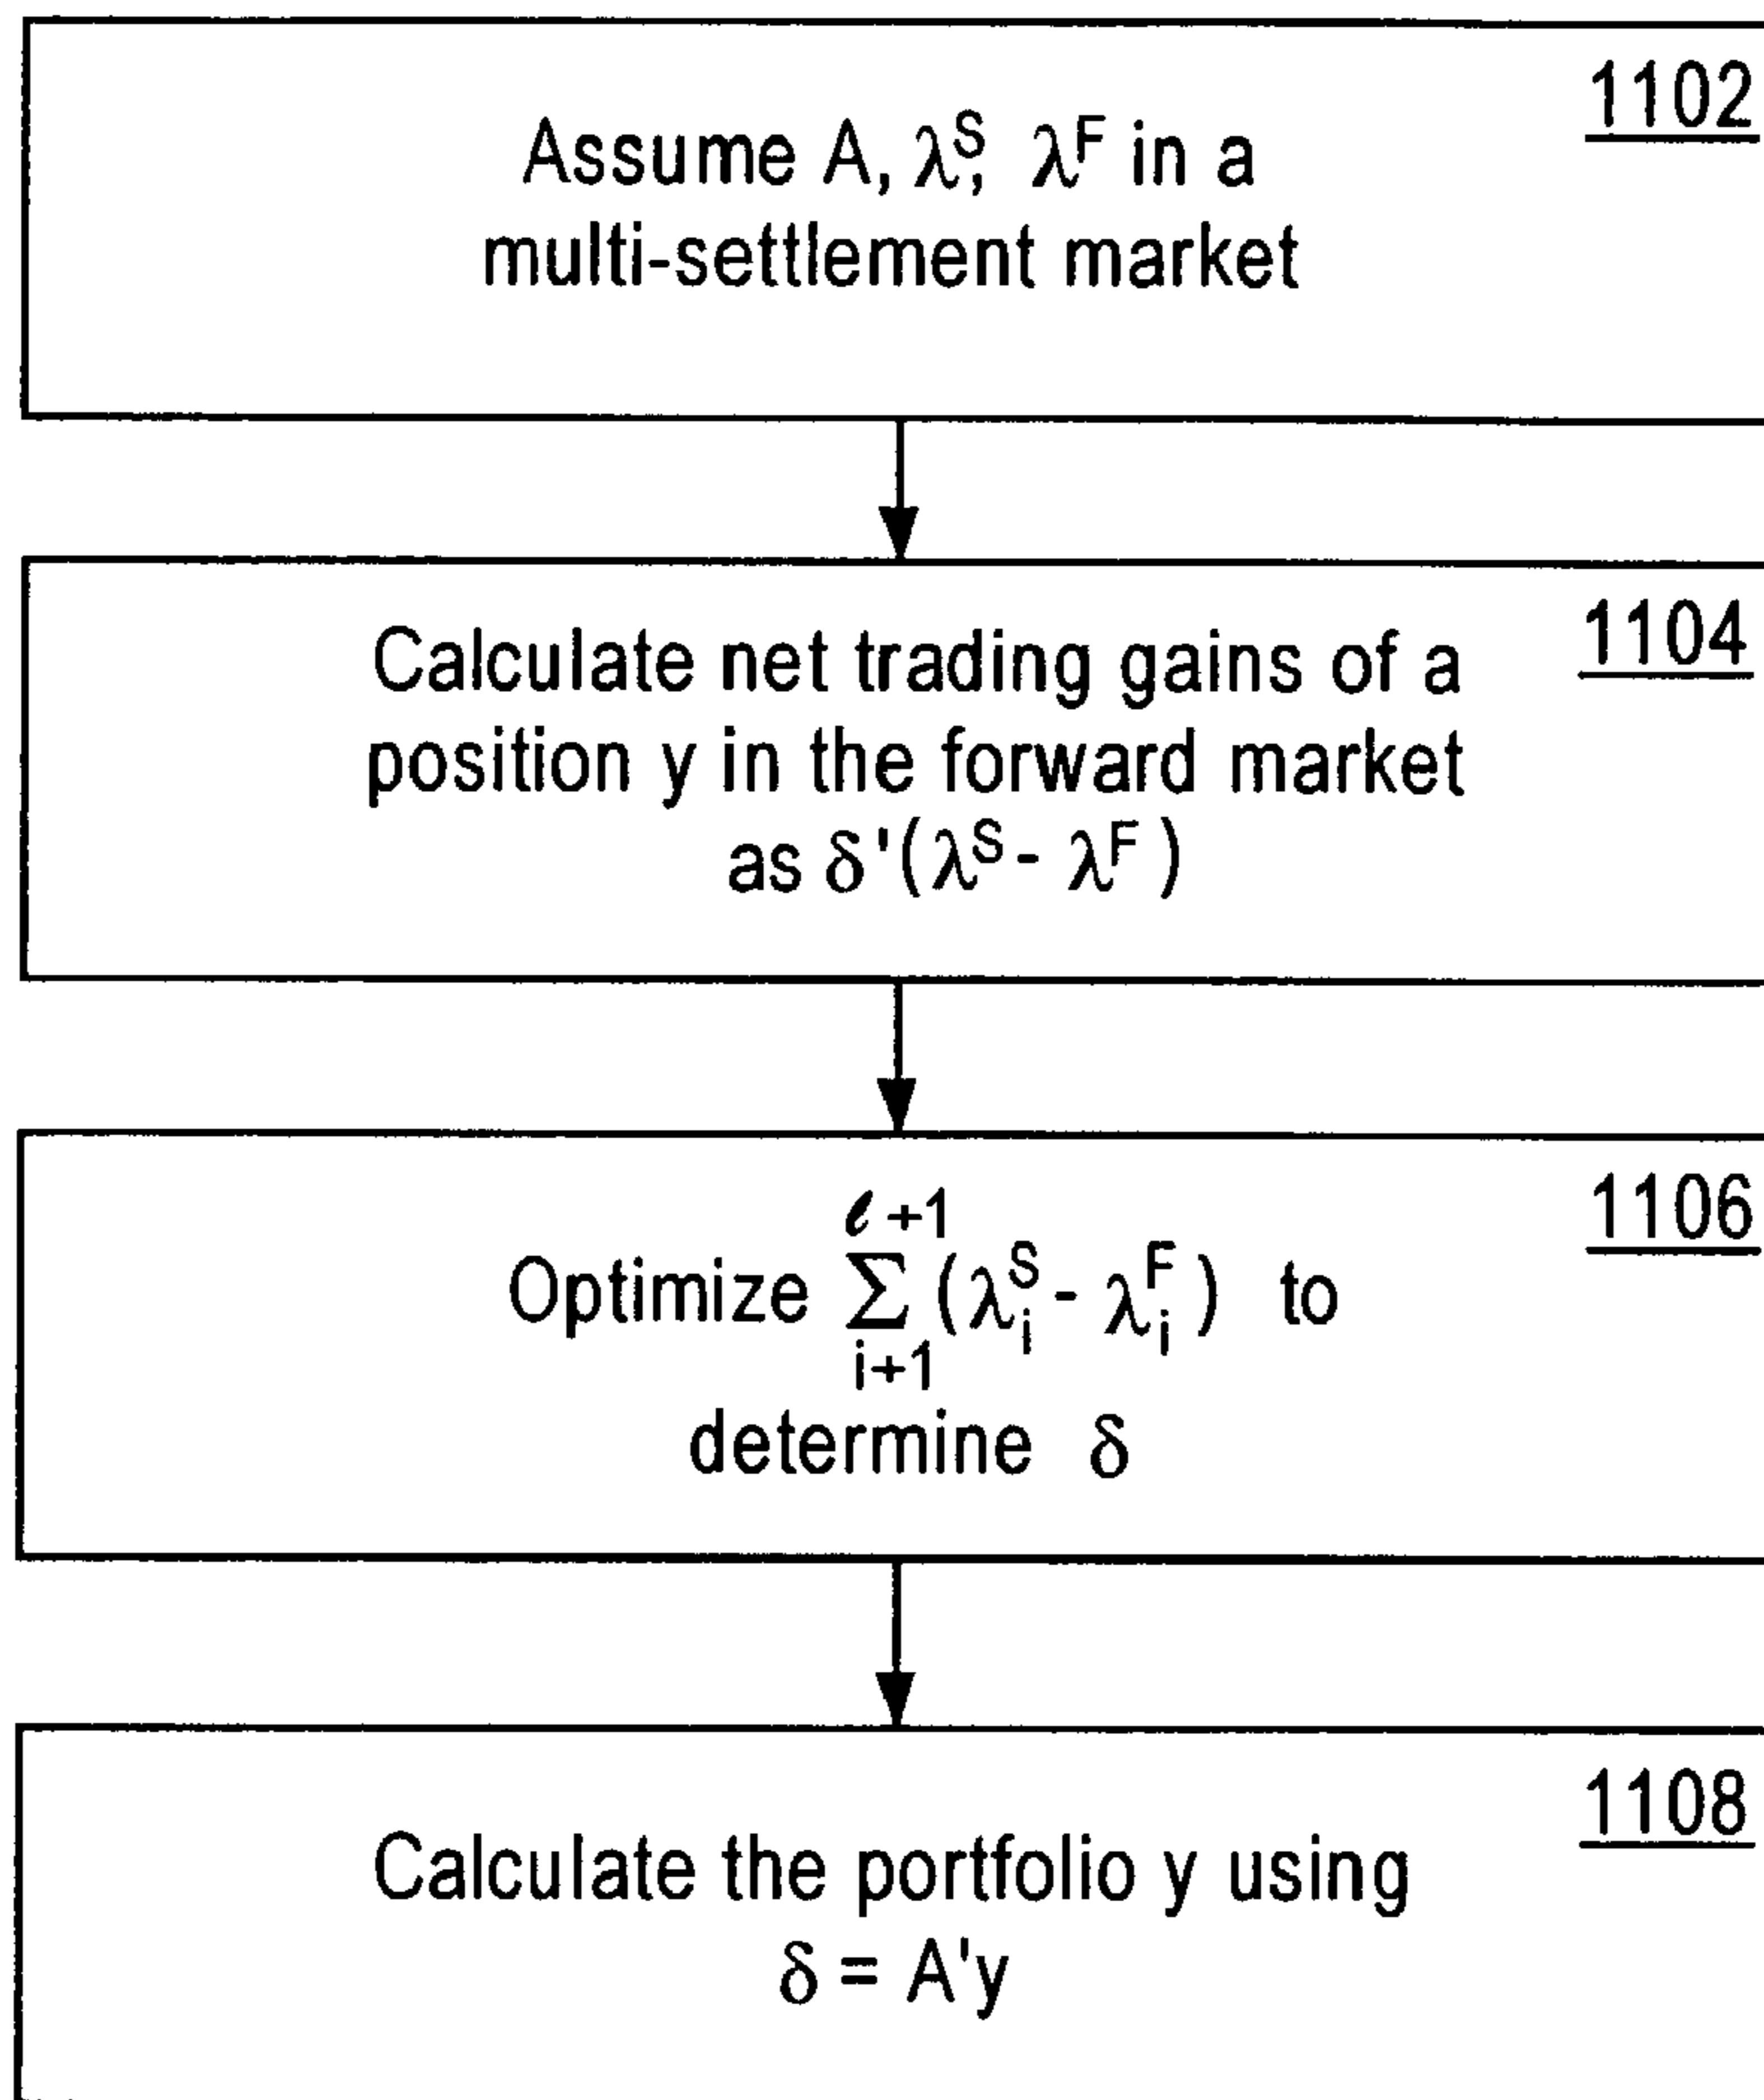 1102
Assume A, λ^S, λ^F in a
multi-settlement market
1104
Calculate net trading gains of a
position y in the forward market
as δ'(λ^S - λ^F)
1106
ℓ+1
Optimize Σ(λ_i^S - λ_i^F) to
i+1
determine δ
1108
Calculate the portfolio y using
δ = A'y